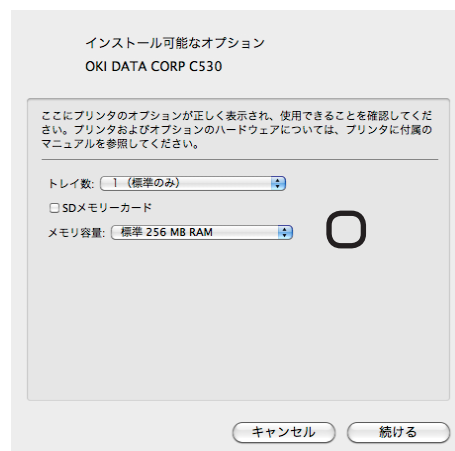 インストール可能なオプション
OKI DATA CORP C530
ここにプリンタのオプションが正しく表示され、使用できることを確認してくだ
さい。プリンタおよびオプションのハードウェアについては、プリンタに付属の
マニュアルを参照してください。
トレイ数: 1（標準のみ）
SDメモリーカード
メモリ容量: 標準 256 MB RAM
キャンセル 続ける